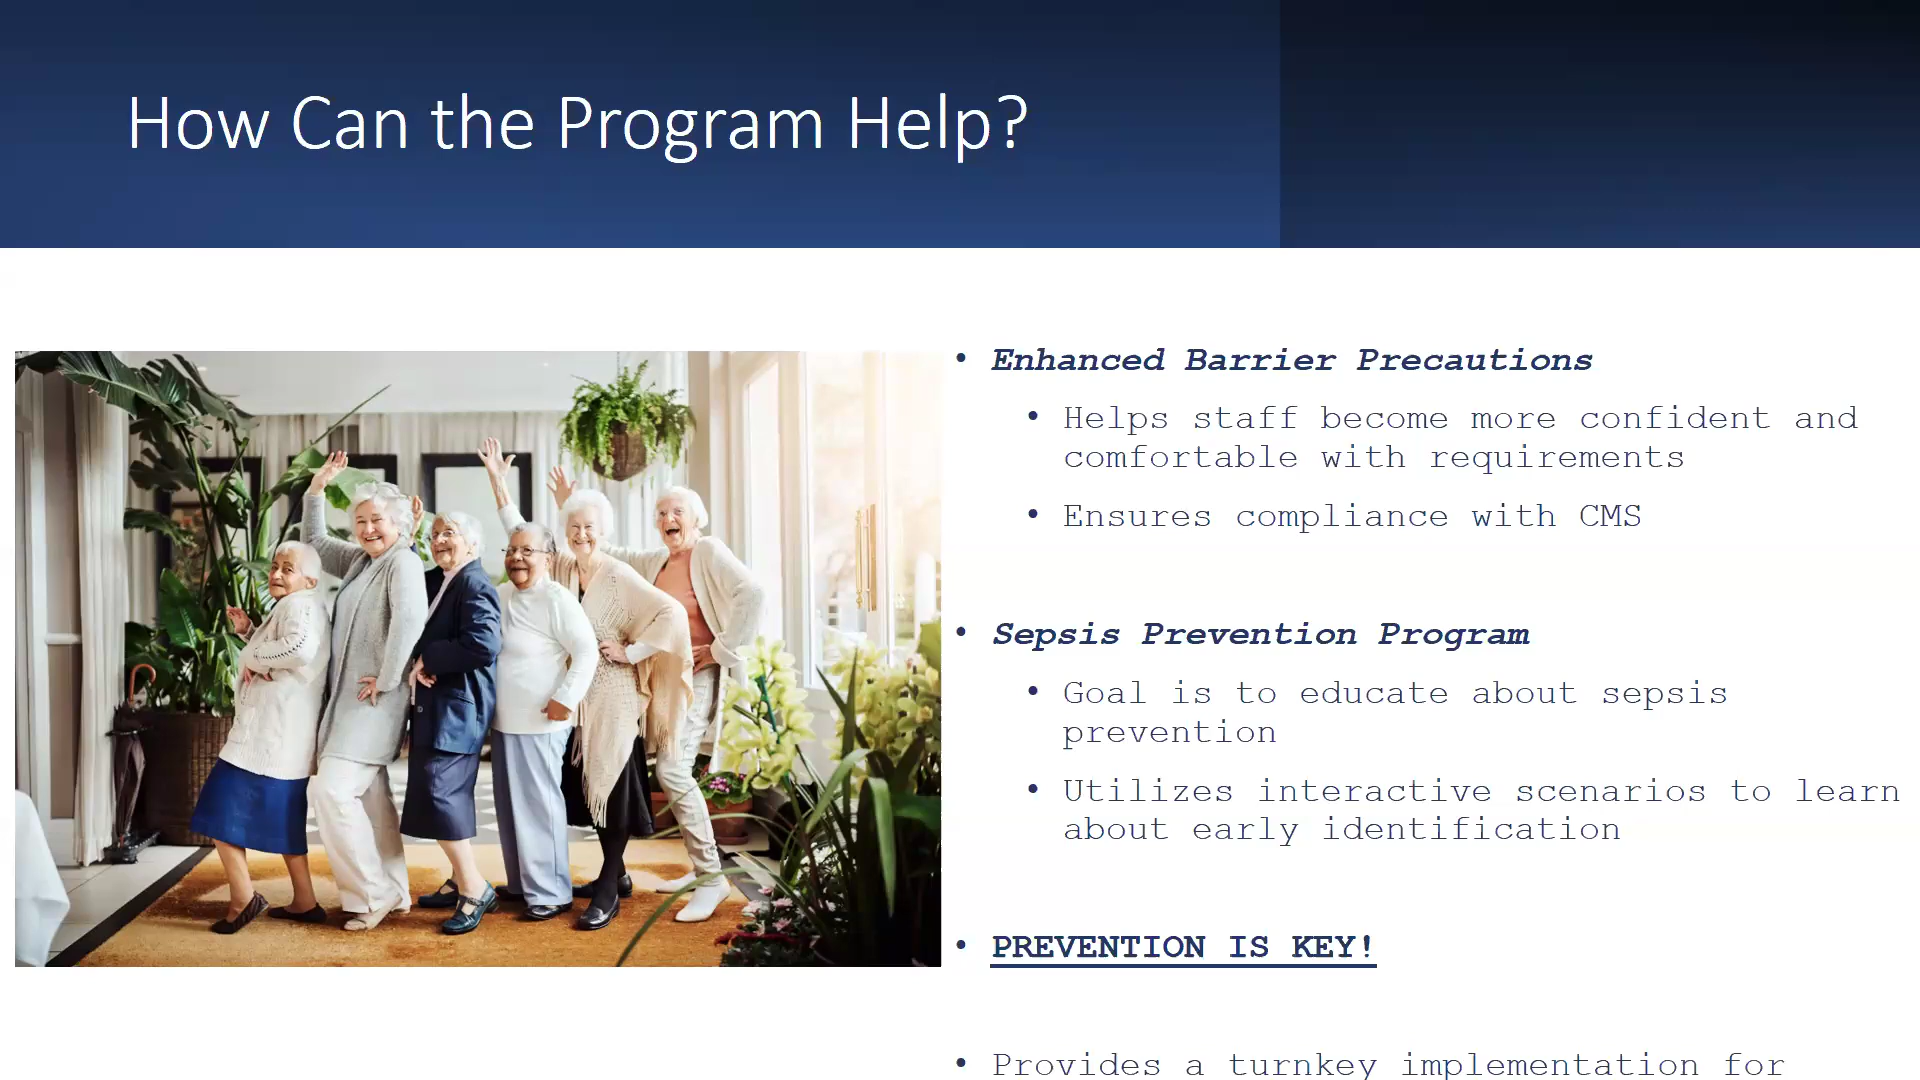 How Can the Program Help?
• Enhanced Barrier Precautions
• Helps staff become more confident and
comfortable with requirements
• Ensures compliance with CMS
• Sepsis Prevention Program
• Goal is to educate about sepsis
prevention
• Utilizes interactive scenarios to learn
about early identification
• PREVENTION IS KEY!
• Provides a turnkey implementation for